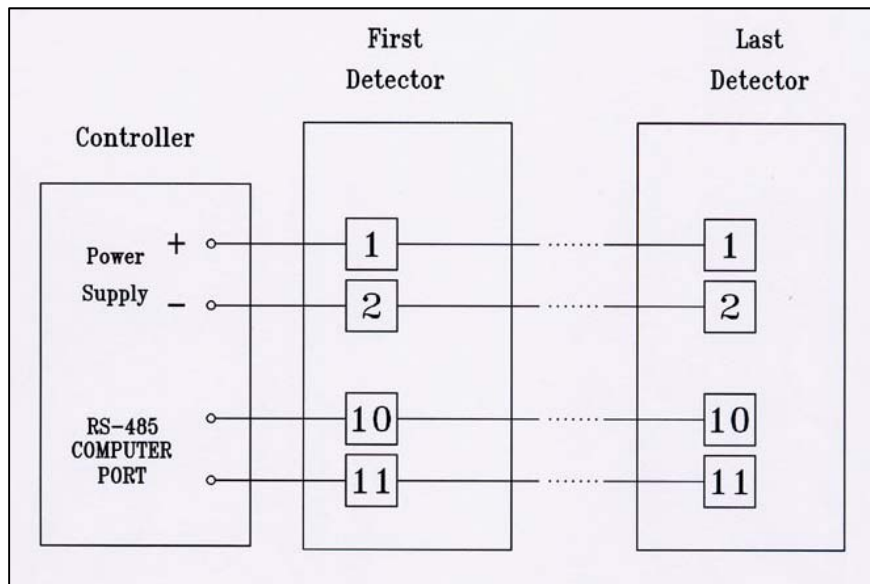 First
Detector
Last
Detector
Controller
Power
Supply
+
-
1
2
1
2
RS-485
COMPUTER
PORT
10
11
10
11